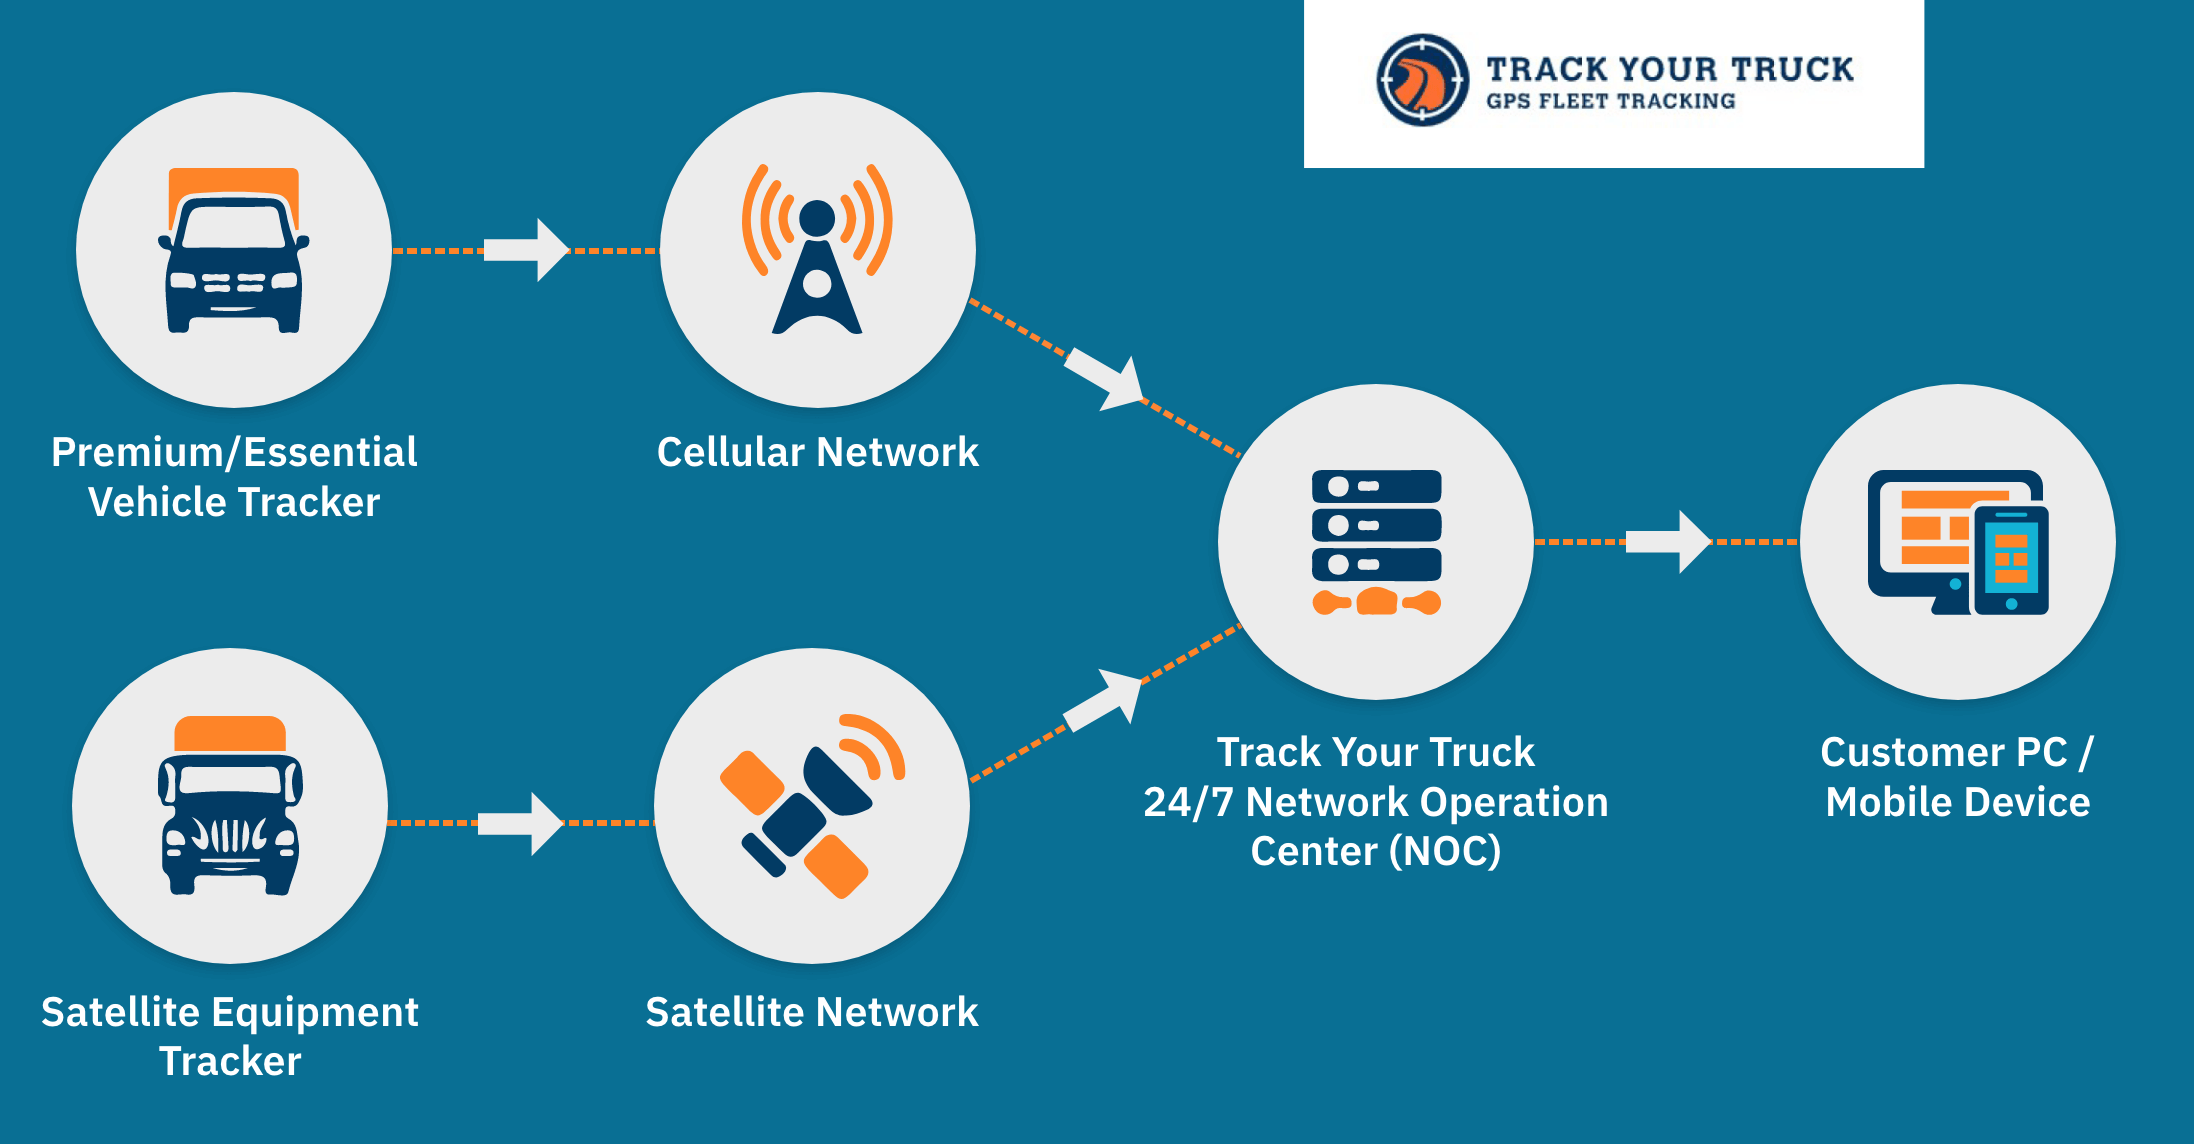 TRACK YOUR TRUCK
GPS FLEET TRACKING
Premium/Essential
Vehicle Tracker
Cellular Network
Satellite Equipment
Tracker
Satellite Network
Track Your Truck
24/7 Network Operation
Center (NOC)
Customer PC /
Mobile Device